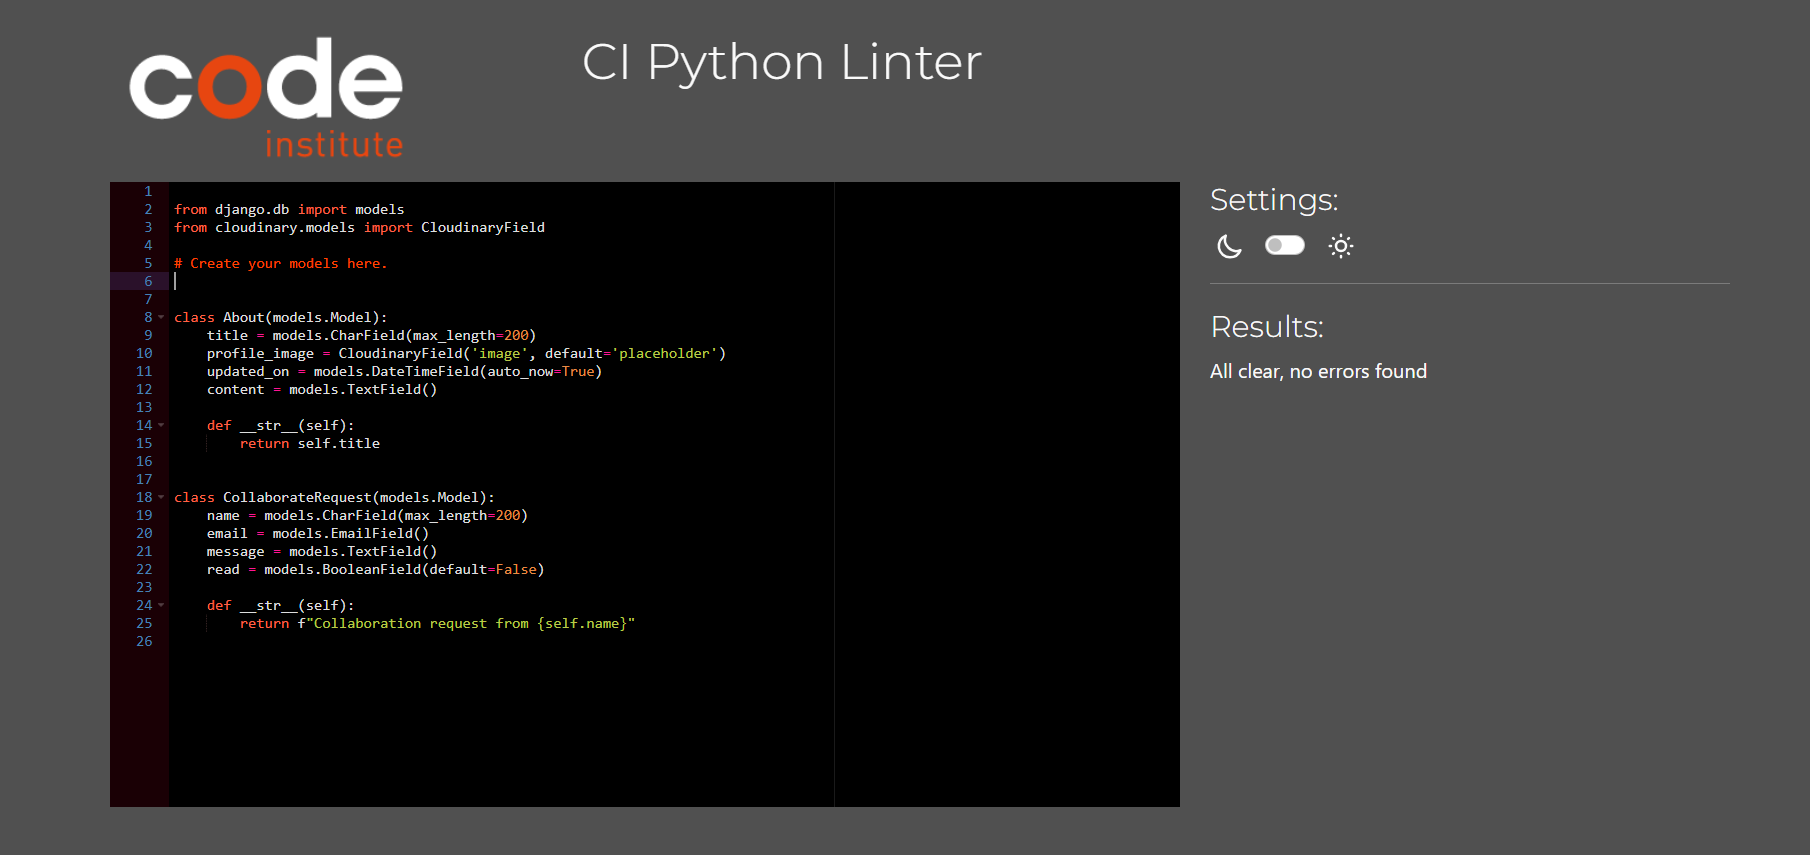 code
institute
CI Python Linter
1
2 from django.db import models
3 from cloudinary.models import CloudinaryField
4
5 # Create your models here.
6
7
8 class About(models.Model):
9     title = models.CharField(max_length=200)
10     profile_image = CloudinaryField('image', default='placeholder')
11     updated_on = models.DateTimeField(auto_now=True)
12     content = models.TextField()
13
14     def __str__(self):
15         return self.title
16
17
18 class CollaborateRequest(models.Model):
19     name = models.CharField(max_length=200)
20     email = models.EmailField()
21     message = models.TextField()
22     read = models.BooleanField(default=False)
23
24     def __str__(self):
25         return f"Collaboration request from {self.name}"
26
Settings:
Results:
All clear, no errors found